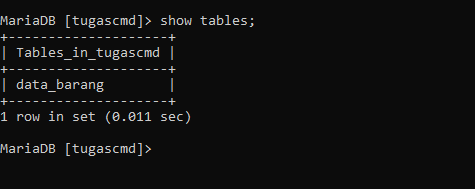 MariaDB [tugascmd]> show tables;
+--------------------+
| Tables_in_tugascmd |
+--------------------+
| data_barang        |
+--------------------+
1 row in set (0.011 sec)
MariaDB [tugascmd]>